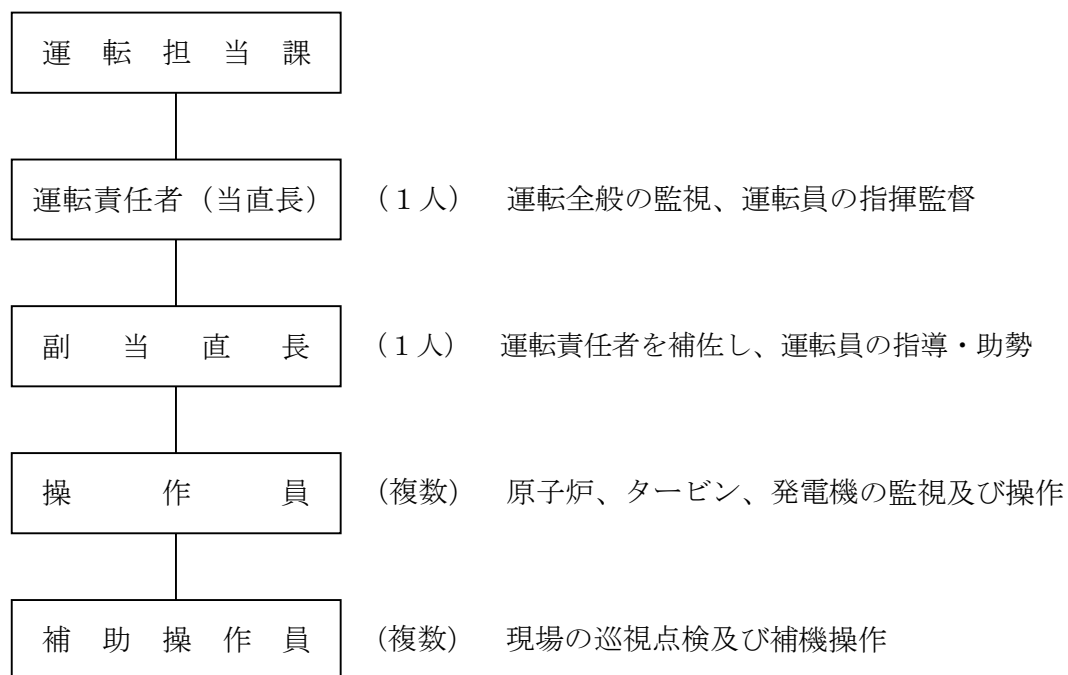 運転担当課
運転責任者（当直長） （１人） 運転全般の監視、運転員の指揮監督
副当直長 （１人） 運転責任者を補佐し、運転員の指導・助勢
操作員 （複数） 原子炉、タービン、発電機の監視及び操作
補助操作員 （複数） 現場の巡視点検及び補機操作